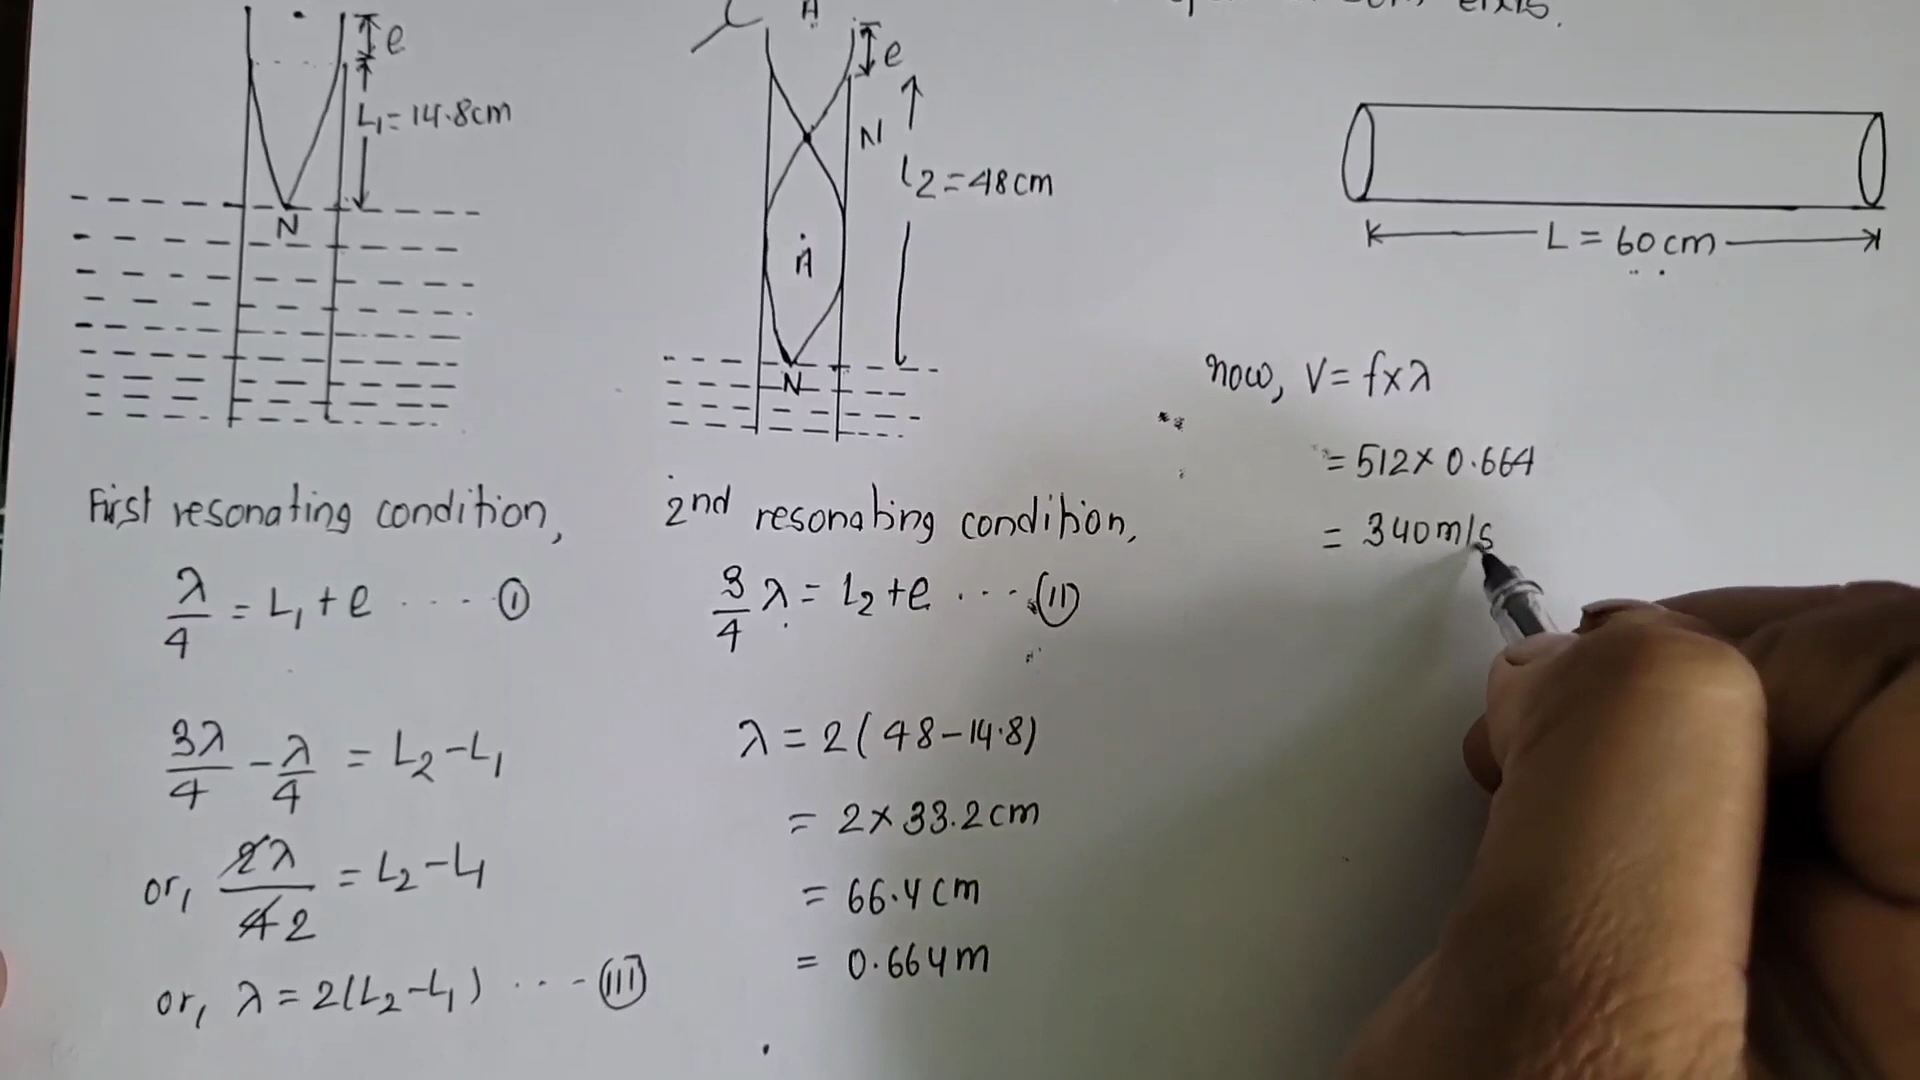 exis.
e
L₁ = 14.8cm
N
A
e
N
L2 = 48cm
A
N
L = 60cm
First resonating condition,
λ/4 = L₁ + e .... (I)
3λ/4 - λ/4 = L2 - L1
or, 2λ/42 = L2 - L1
or, λ = 2(L2 - L1) ... (III)
2nd resonating condition,
3/4 λ = L2 + e ... (II)
λ = 2(48 - 14.8)
= 2 × 33.2cm
= 66.4cm
= 0.664m
now, V = f×λ
= 512 × 0.664
= 340m/s